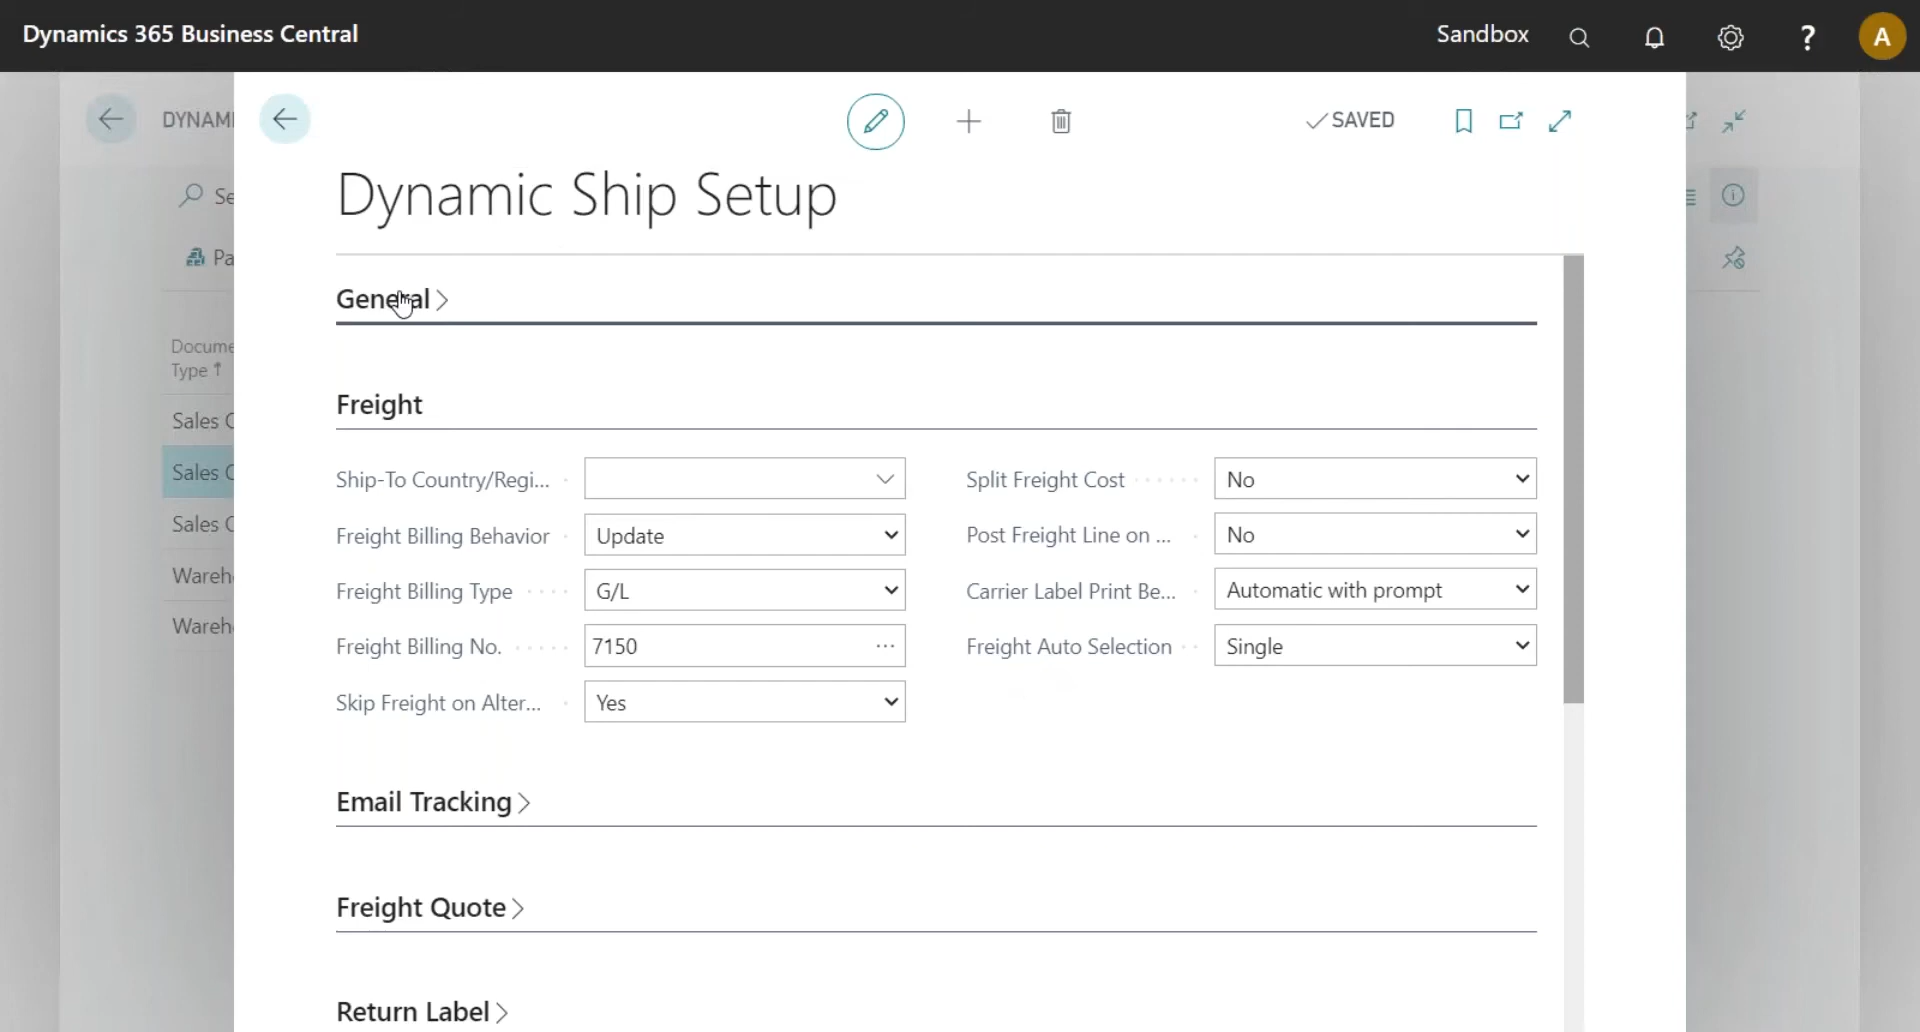 Dynamics 365 Business Central
Sandbox
?
A
DYNAM
SAVED
Dynamic Ship Setup
Se
Pa
General
Docume
Type
Freight
Sales
Ship-To Country/Regi...
Split Freight Cost
No
Sales
Sales
Freight Billing Behavior
Update
Post Freight Line on ...
No
Wareh
Freight Billing Type
G/L
Carrier Label Print Be...
Automatic with prompt
Wareh
Freight Billing No.
7150
...
Freight Auto Selection
Single
Skip Freight on Alter...
Yes
Email Tracking
Freight Quote
Return Label